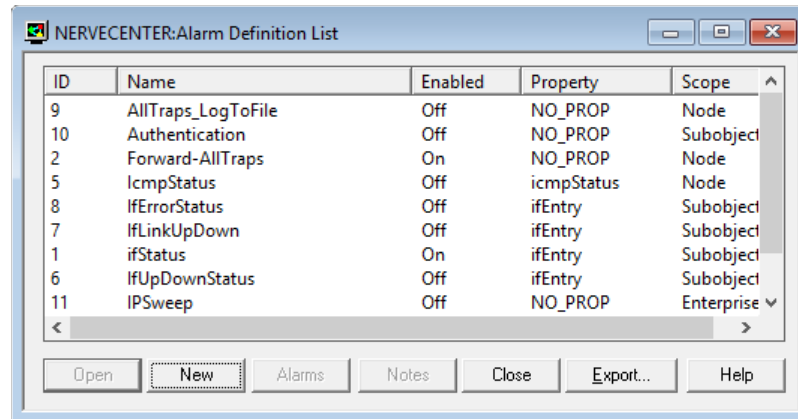 NERVECENTER:Alarm Definition List
ID Name Enabled Property Scope
9 AllTraps_LogToFile Off NO_PROP Node
10 Authentication Off NO_PROP Subobject
2 Forward-AllTraps On NO_PROP Node
5 IcmpStatus Off icmpStatus Node
8 IfErrorStatus Off ifEntry Subobject
7 IfLinkUpDown Off ifEntry Subobject
1 ifStatus On ifEntry Subobject
6 IfUpDownStatus Off ifEntry Subobject
11 IPSweep Off NO_PROP Enterprise
Open New Alarms Notes Close Export... Help